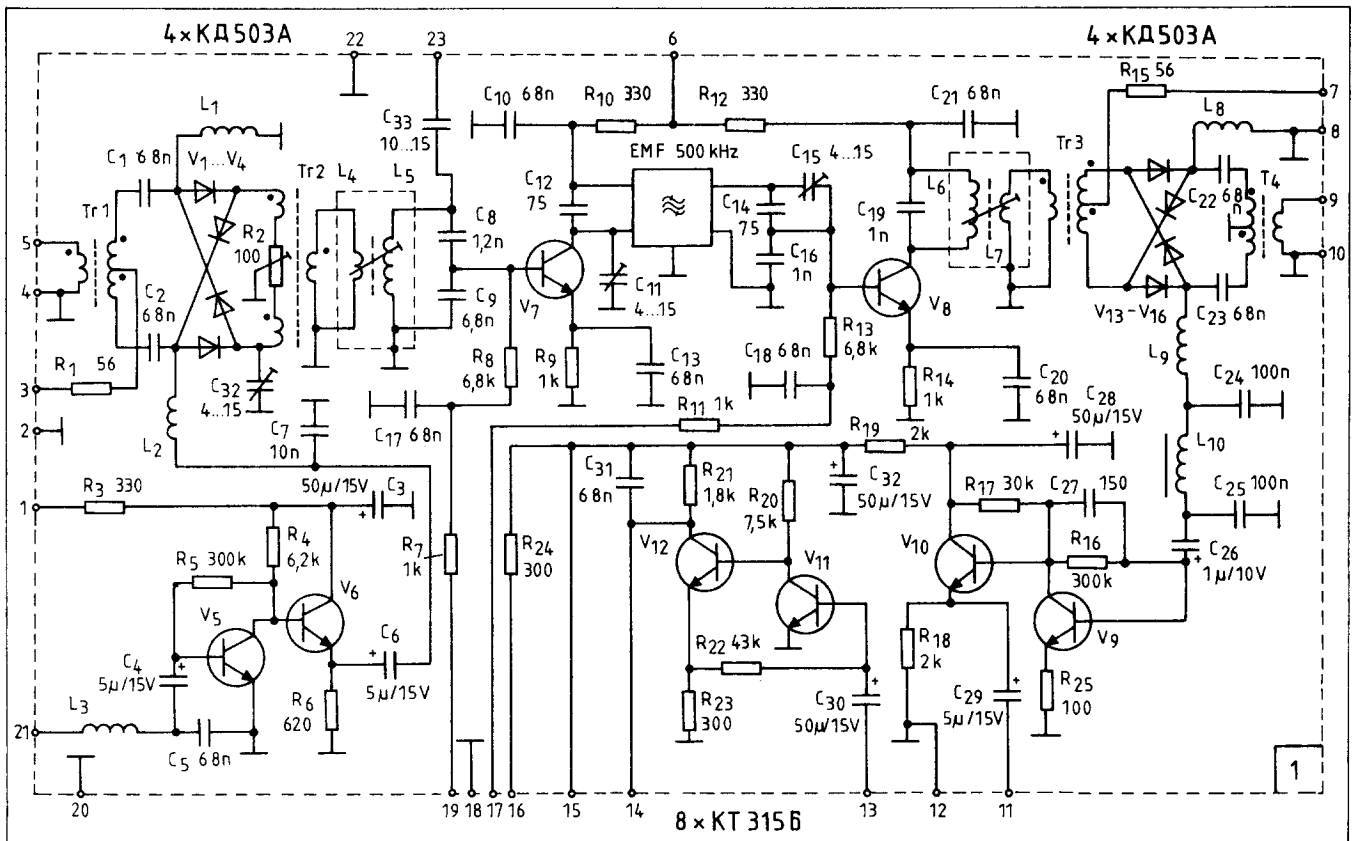 4×КД503А
4×КД503А
22
23
6
R15 56
7
L1
C10 68n
R10 330
R12 330
C21 68n
L8
8
C33
10...15
C1 68n
V1...V4
Tr2
L4
L5
EMF 500 kHz
C15 4...15
Tr3
Tr1
C12
75
C14
75
L6
C22 68
n
T4
9
5
R2
100
C8
1,2n
C19
1n
C16
1n
L7
10
4
C2
68n
C9
6,8n
V7
C11
4...15
V8
V13-V16
C23 68n
R1 56
3
C32
4...15
R8
6,8k
R9
1k
C13
68n
C18 68n
R13
6,8k
R14
1k
C20
68n
L9
2
L2
C7
10n
C17 68n
R11 1k
C28
50μ/15V
C24 100n
R19
2k
L10
1
R3 330
50μ/15V
C3
C31
68n
R21
1,8k
R20
7,5k
C32
50μ/15V
R17 30k
C27 150
C25 100n
R4
6,2k
R5 300k
R7
1k
R24
300
V12
V11
V10
R16
300k
C26
1μ/10V
V5
V6
V9
C4
5μ/15V
C6
5μ/15V
R22 43k
R18
2k
L3
R6
620
R23
300
C30
50μ/15V
C29
5μ/15V
R25
100
21
C5 68n
1
20
19
18
17
16
15
14
13
12
11
8×КТ315Б